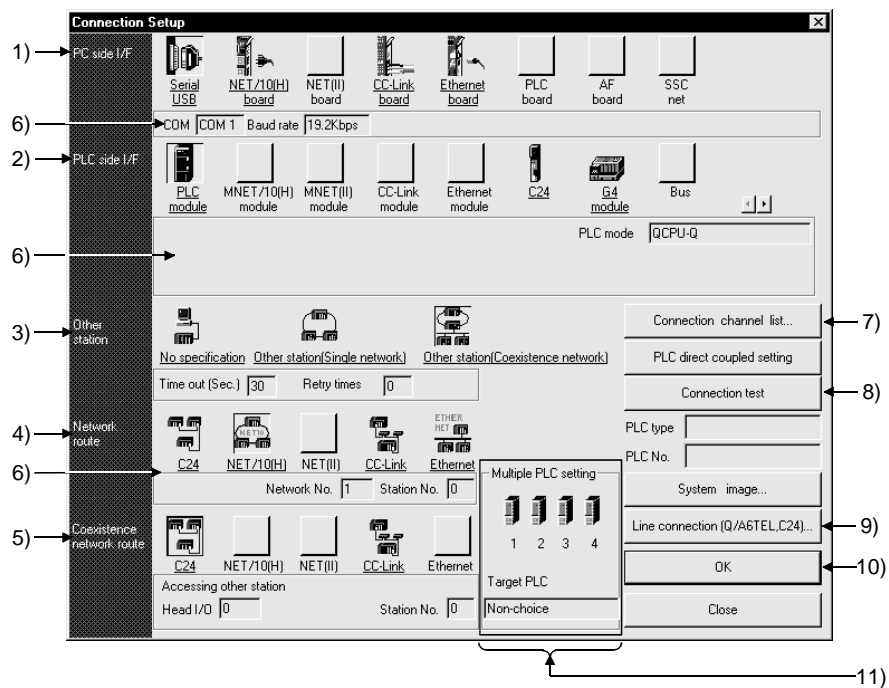 Connection Setup
1)
PC side I/F
Serial USB
NET/10(H) board
NET(II) board
CC-Link board
Ethernet board
PLC board
AF board
SSC net
6)
COM COM 1 Baud rate 19.2Kbps
2)
PLC side I/F
PLC module
MNET/10(H) module
MNET(II) module
CC-Link module
Ethernet module
C24
G4 module
Bus
6)
PLC mode QCPU-Q
3)
Other station
No specification
Other station(Single network)
Other station(Coexistence network)
Time out (Sec.) 30 Retry times 0
Connection channel list...
7)
PLC direct coupled setting
Connection test
8)
PLC type
PLC No.
System image...
Line connection (Q/A6TEL,C24)...
9)
OK
10)
Close
4)
Network route
C24
NET10
NET/10(H)
NET(II)
CC-Link
ETHER NET
Ethernet
6)
Network No. 1 Station No. 0
5)
Coexistence network route
C24
NET/10(H)
NET(II)
CC-Link
Ethernet
Accessing other station
Head I/O 0 Station No. 0
Multiple PLC setting
1 2 3 4
Target PLC
Non-choice
11)